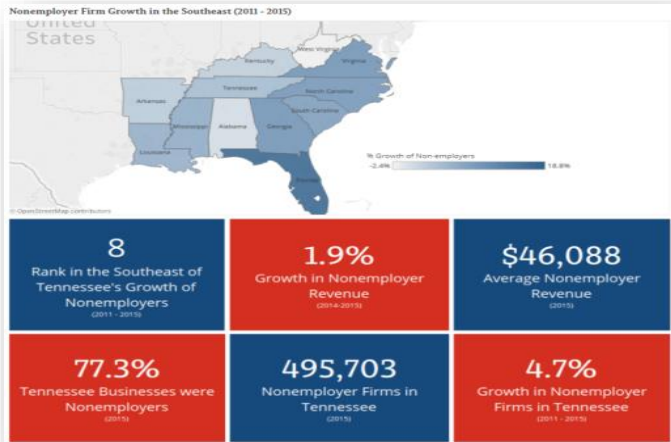 Nonemployer Firm Growth in the Southeast (2011 - 2015)
United
States
West Virginia
Kentucky
Virginia
Tennessee
North Carolina
Arkansas
South Carolina
Mississippi
Alabama
Georgia
Louisiana
Florida
% Growth of Non-employers
-2.4%
18.8%
© OpenStreetMap contributors
8
Rank in the Southeast of
Tennessee's Growth of
Nonemployers
(2011 - 2015)
1.9%
Growth in Nonemployer
Revenue
(2014-2015)
$46,088
Average Nonemployer
Revenue
(2015)
77.3%
Tennessee Businesses were
Nonemployers
(2015)
495,703
Nonemployer Firms in
Tennessee
(2015)
4.7%
Growth in Nonemployer
Firms in Tennessee
(2011 - 2015)